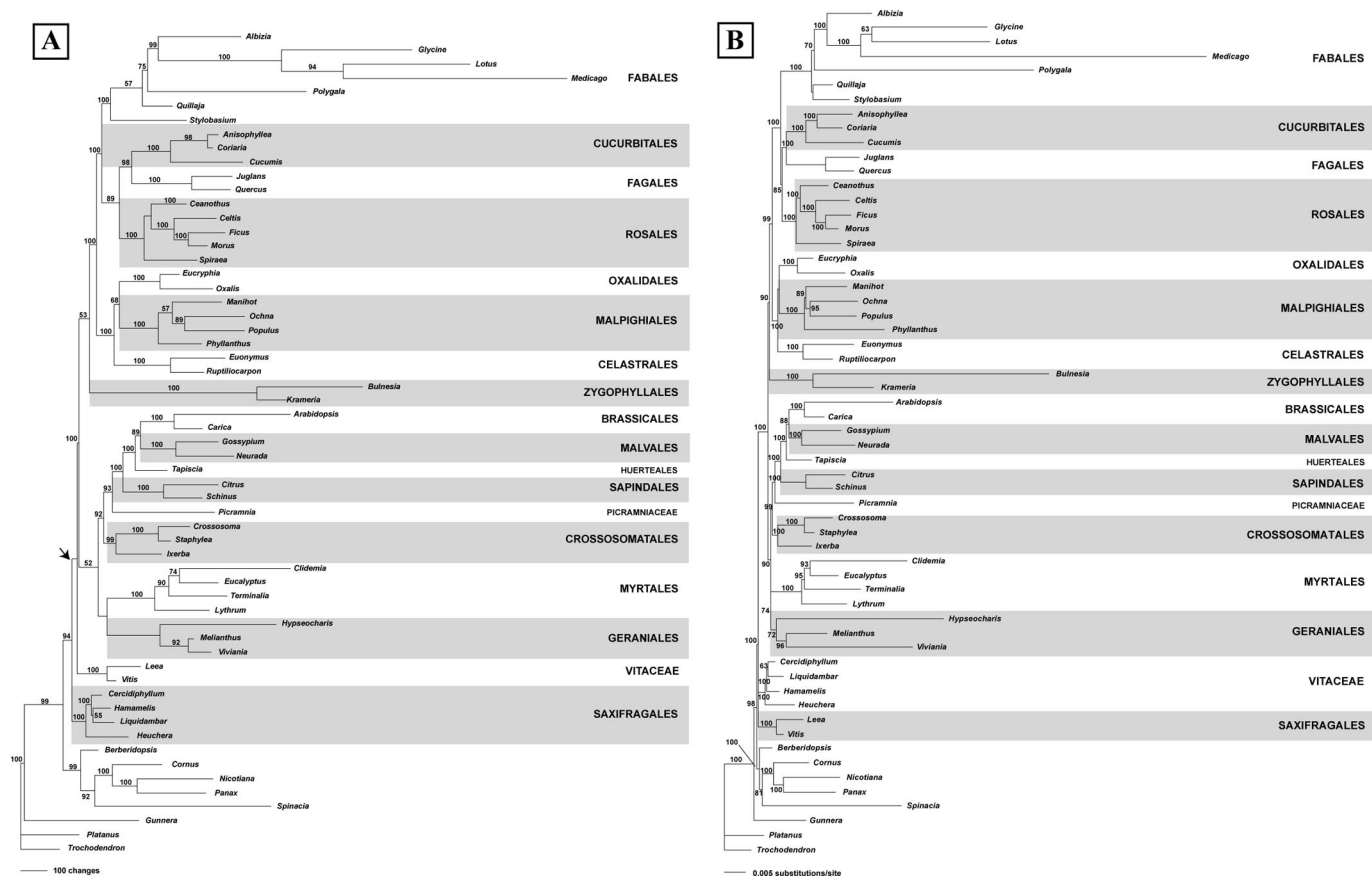 A
99
Albizia
100
Glycine
94
Lotus
Medicago
FABALES
75
57
Polygala
100
Quillaja
Stylobasium
98
Anisophyllea
Coriaria
100
Cucumis
CUCURBITALES
100
98
100
Juglans
Quercus
FAGALES
89
100
Ceanothus
Celtis
100
Ficus
100
Morus
100
Spiraea
ROSALES
100
100
Eucryphia
Oxalis
OXALIDALES
68
57
Manihot
Ochna
89
Populus
100
Phyllanthus
MALPIGHIALES
53
100
100
Euonymus
Ruptiliocarpon
CELASTRALES
100
Bulnesia
Krameria
ZYGOPHYLLALES
100
Arabidopsis
Carica
BRASSICALES
89
Gossypium
100
Neurada
MALVALES
100
100
Tapiscia
HUERTEALES
100
Citrus
100
Schinus
SAPINDALES
93
Picramnia
PICRAMNIACEAE
92
100
Crossosoma
Staphylea
99
Ixerba
CROSSOSOMATALES
52
74
Clidemia
90
Eucalyptus
Terminalia
100
Lythrum
MYRTALES
Hypseocharis
92
Melianthus
Viviania
GERANIALES
94
100
Leea
Vitis
VITACEAE
99
100
Cercidiphyllum
Hamamelis
55
Liquidambar
100
Heuchera
SAXIFRAGALES
99
Berberidopsis
100
Cornus
100
Nicotiana
Panax
92
Spinacia
100
Gunnera
Platanus
Trochodendron
100 changes
B
100
Albizia
63
Glycine
100
Lotus
Medicago
FABALES
70
100
Polygala
Quillaja
Stylobasium
100
Anisophyllea
100
Coriaria
Cucumis
CUCURBITALES
100
100
Juglans
Quercus
FAGALES
85
100
Ceanothus
100
Celtis
Ficus
100
Morus
100
Spiraea
ROSALES
99
100
Eucryphia
Oxalis
OXALIDALES
89
Manihot
95
Ochna
100
Populus
100
Phyllanthus
MALPIGHIALES
90
100
Euonymus
Ruptiliocarpon
CELASTRALES
100
Bulnesia
Krameria
ZYGOPHYLLALES
100
100
Arabidopsis
Carica
BRASSICALES
88
100
Gossypium
Neurada
MALVALES
100
Tapiscia
HUERTEALES
100
100
Citrus
Schinus
SAPINDALES
99
Picramnia
PICRAMNIACEAE
100
Crossosoma
100
Staphylea
Ixerba
CROSSOSOMATALES
90
93
Clidemia
95
Eucalyptus
100
Terminalia
Lythrum
MYRTALES
74
Hypseocharis
72
Melianthus
96
Viviania
GERANIALES
100
63
Cercidiphyllum
100
Liquidambar
Hamamelis
100
Heuchera
VITACEAE
98
100
Leea
Vitis
SAXIFRAGALES
100
100
Berberidopsis
100
Cornus
100
Nicotiana
Panax
81
Spinacia
Gunnera
Platanus
Trochodendron
0.005 substitutions/site